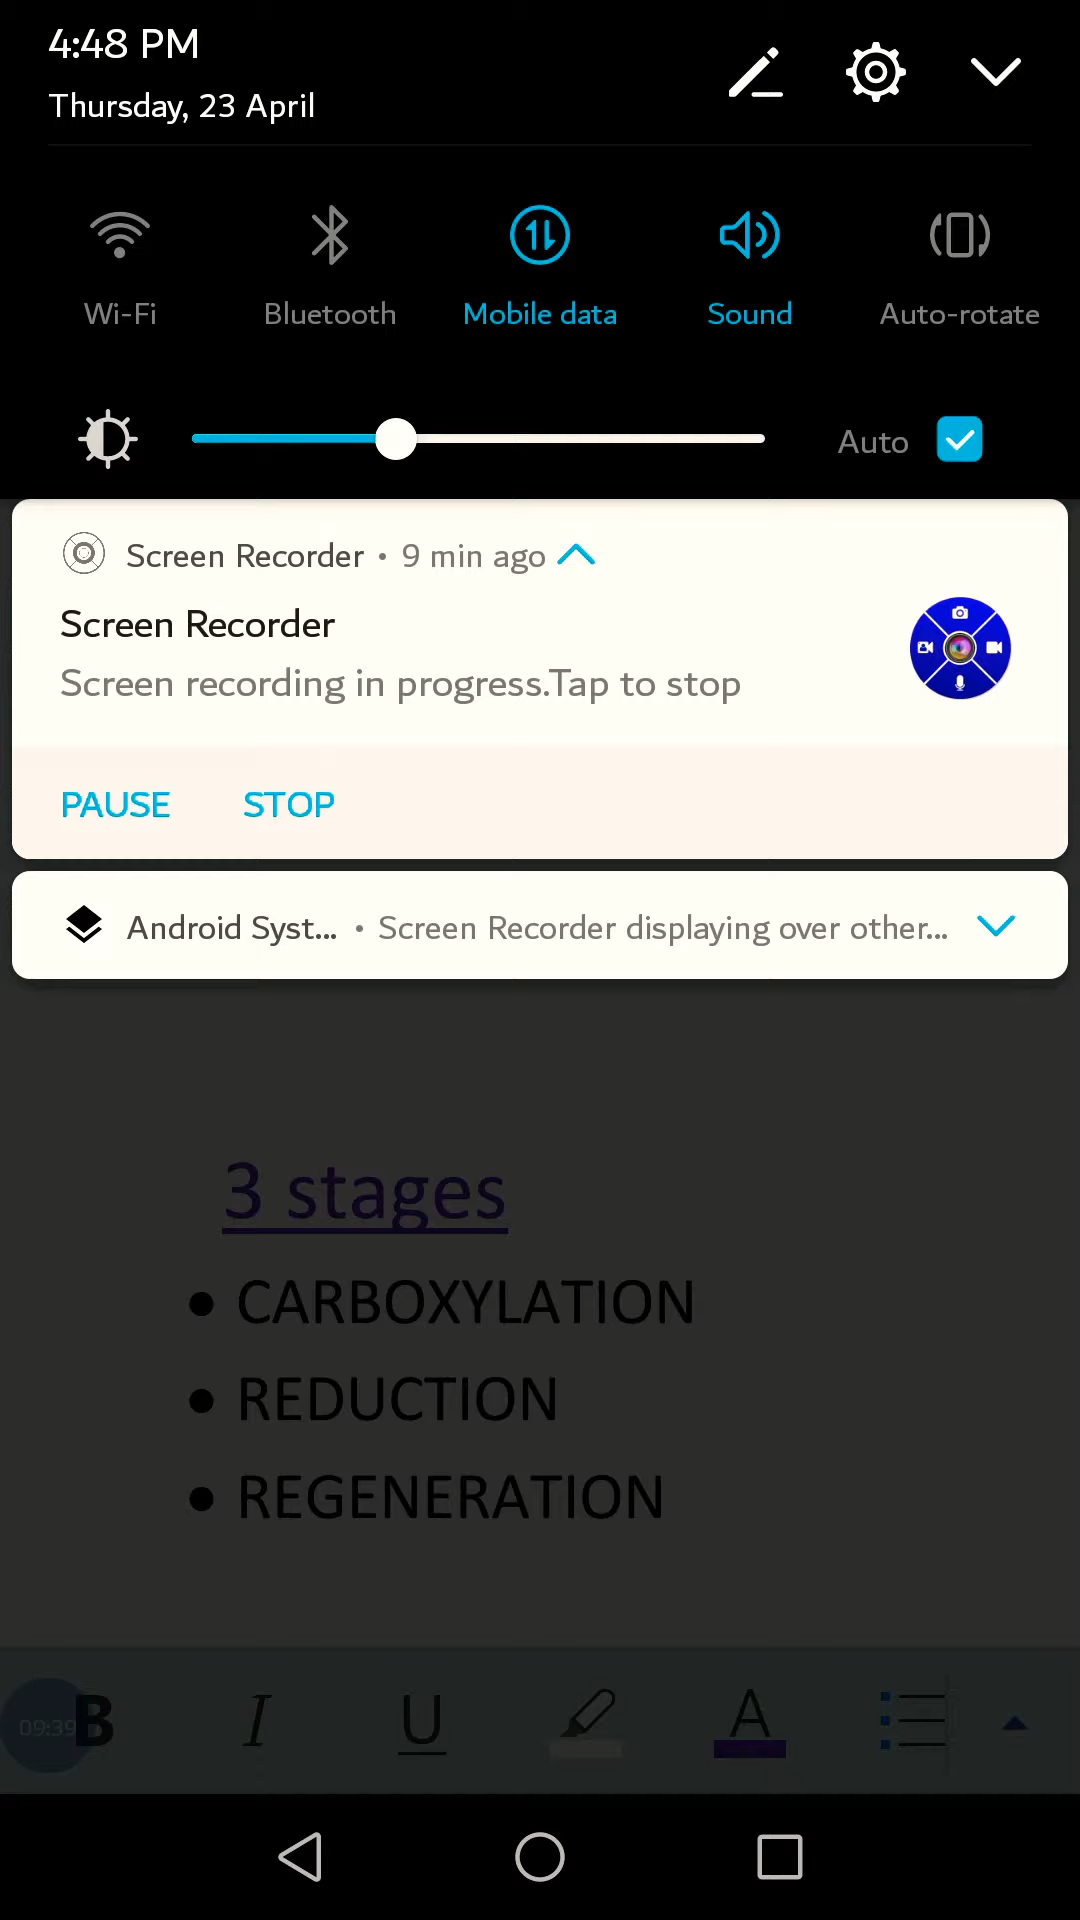 4:48 PM
Thursday, 23 April
Wi-Fi Bluetooth Mobile data Sound Auto-rotate
Auto
Screen Recorder • 9 min ago
Screen Recorder
Screen recording in progress.Tap to stop
PAUSE STOP
Android Syst... • Screen Recorder displaying over other...
3 stages
• CARBOXYLATION
• REDUCTION
• REGENERATION
09:39 B I U A